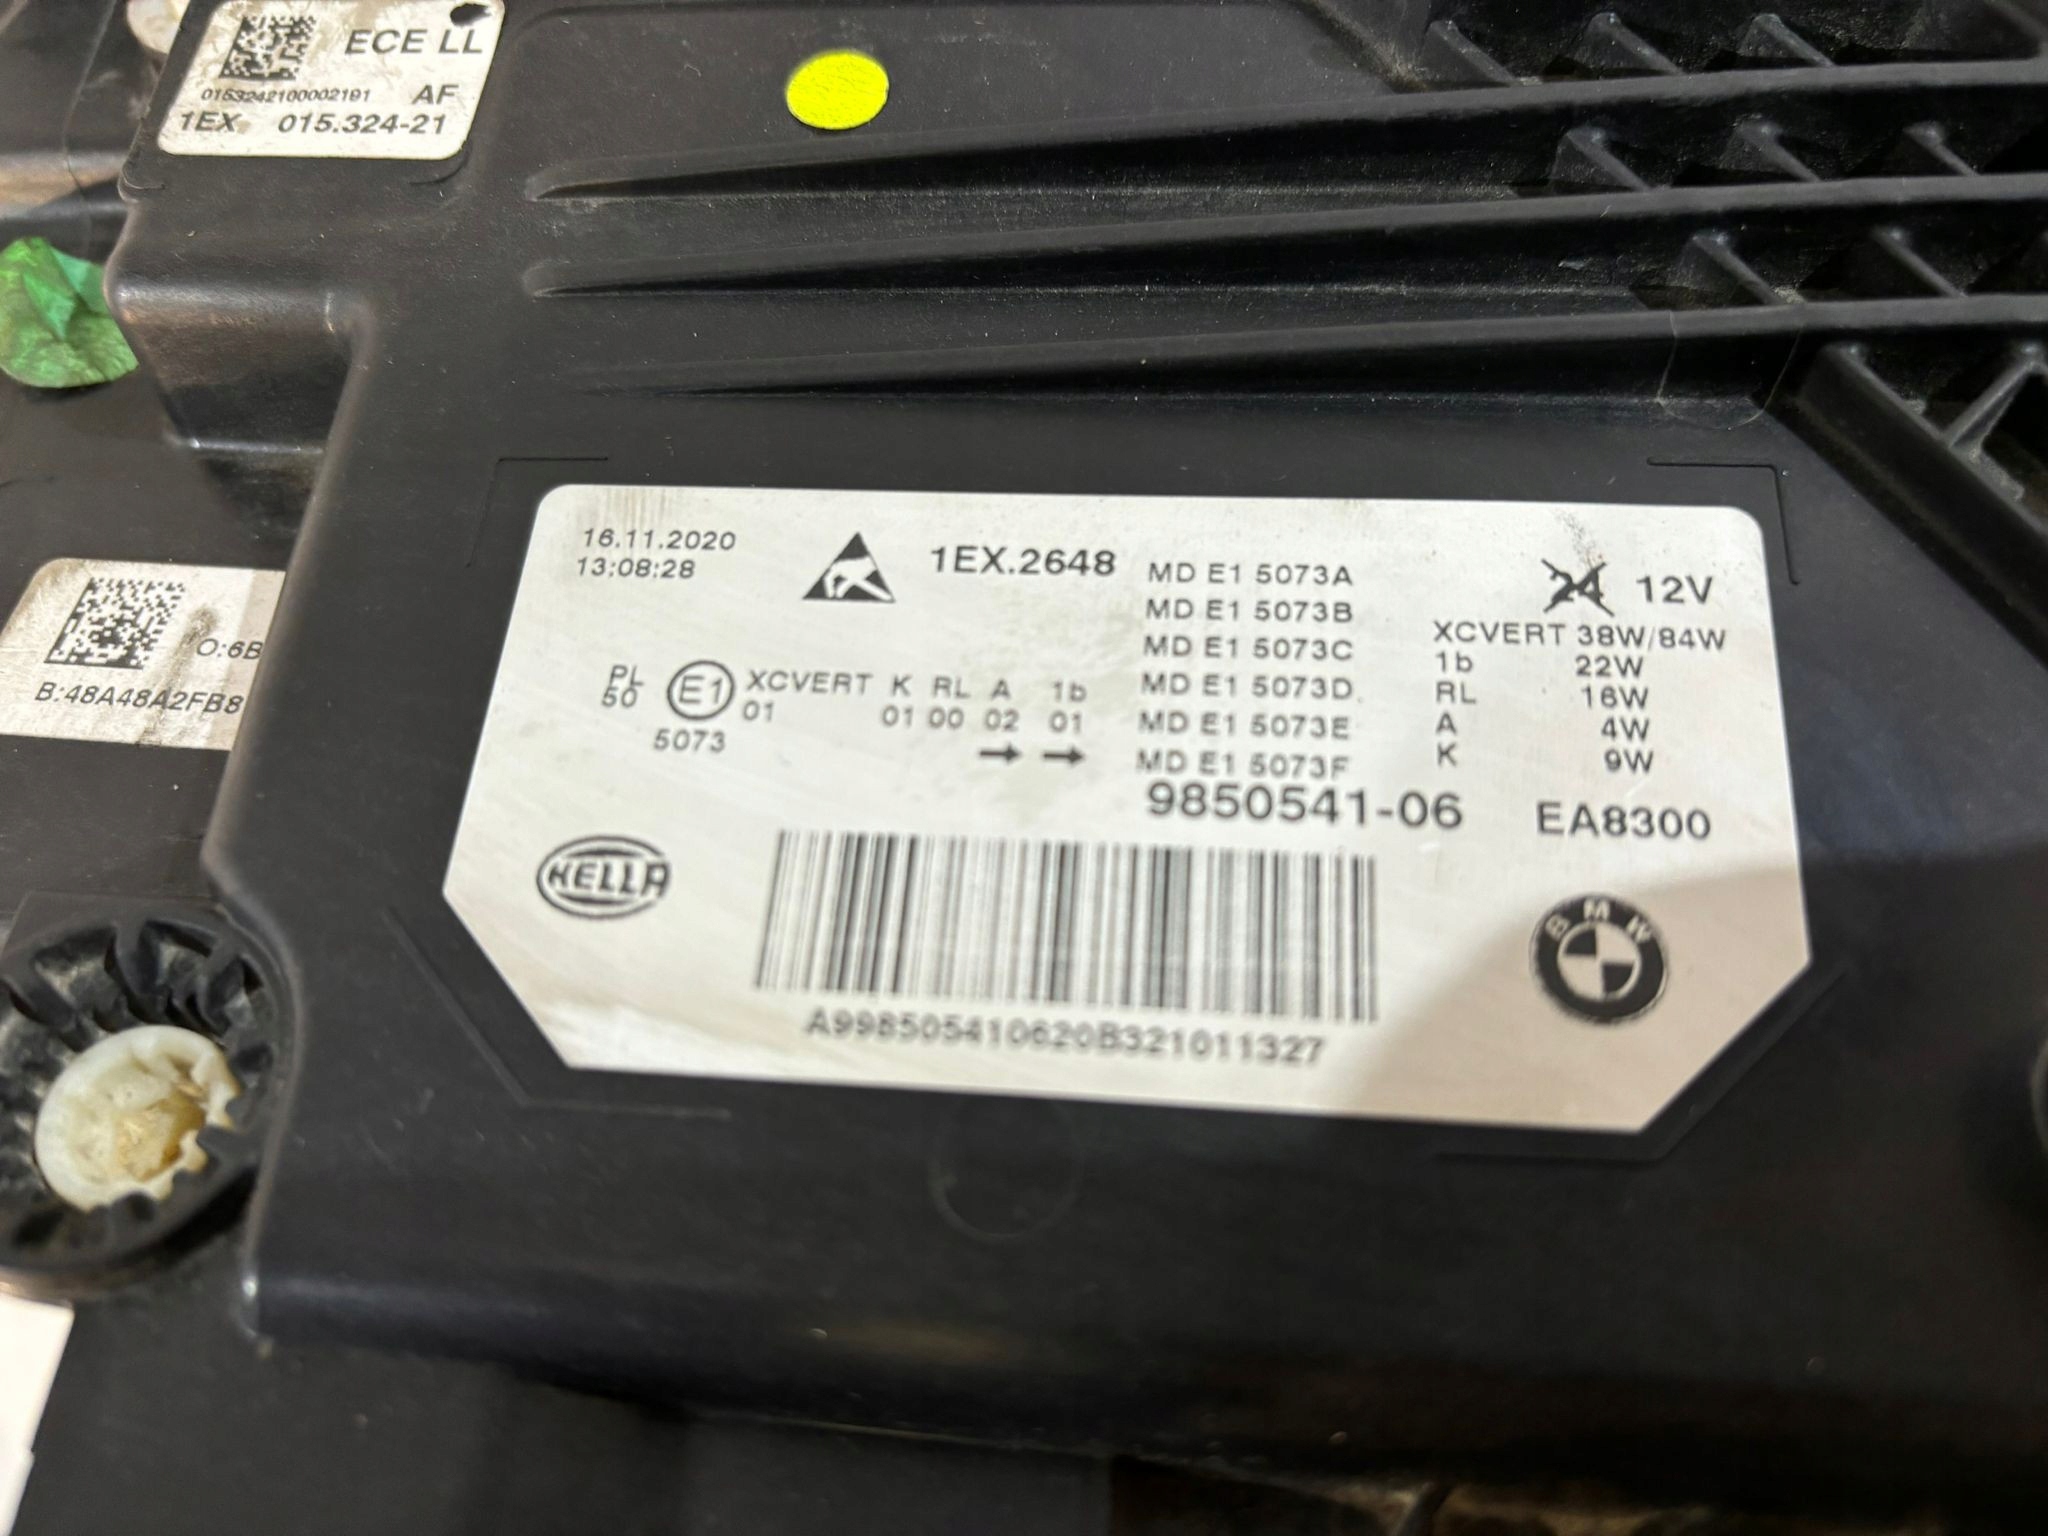 ECE LL
0153242100002191 AF
1EX 015.324-21
O:6B
B:48A48A2FB8
16.11.2020
13:08:28
1EX.2648
MD E1 5073A
MD E1 5073B
MD E1 5073C
MD E1 5073D
MD E1 5073E
MD E1 5073F
24 12V
XCVERT 38W/84W
1b 22W
RL 16W
A 4W
K 9W
PL E1 XCVERT K RL A 1b
50 01 01 00 02 01
5073 → →
9850541-06 EA8300
HELLA
BMW
A998505410620B321011327